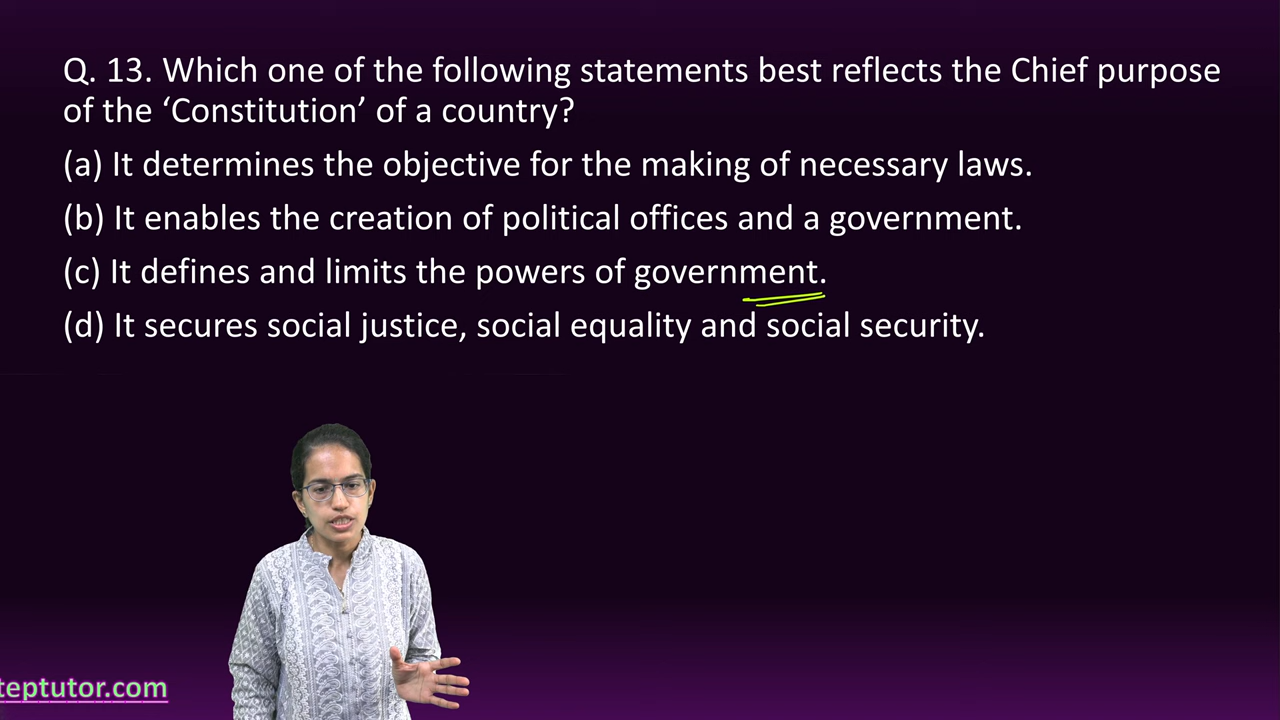 Q. 13. Which one of the following statements best reflects the Chief purpose
of the ‘Constitution’ of a country?
(a) It determines the objective for the making of necessary laws.
(b) It enables the creation of political offices and a government.
(c) It defines and limits the powers of government.
(d) It secures social justice, social equality and social security.
teptutor.com